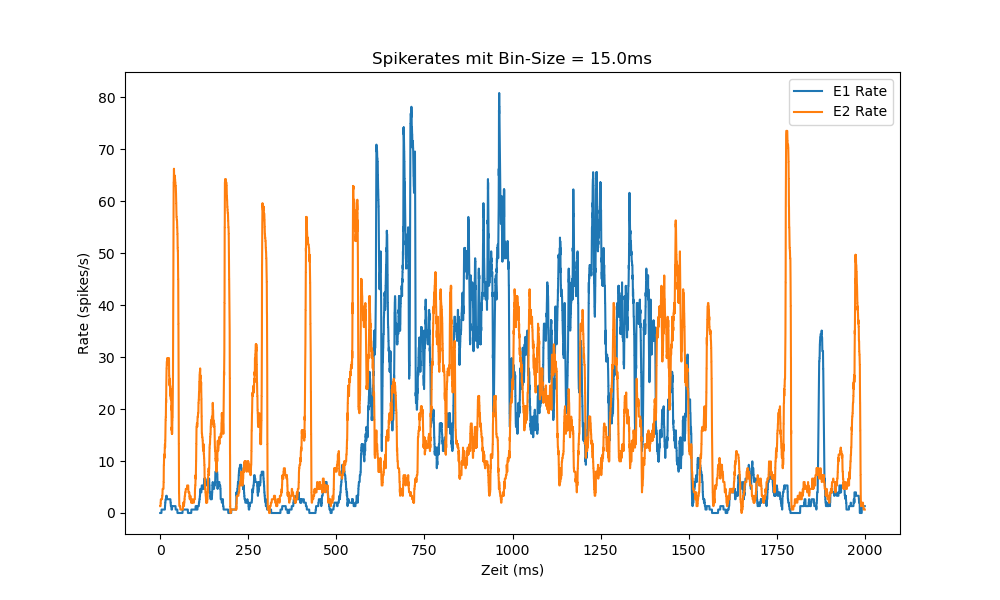 Spikerates mit Bin-Size = 15.0ms
E1 Rate
E2 Rate
80
70
60
50
40
30
20
10
0
Rate (spikes/s)
0 250 500 750 1000 1250 1500 1750 2000
Zeit (ms)